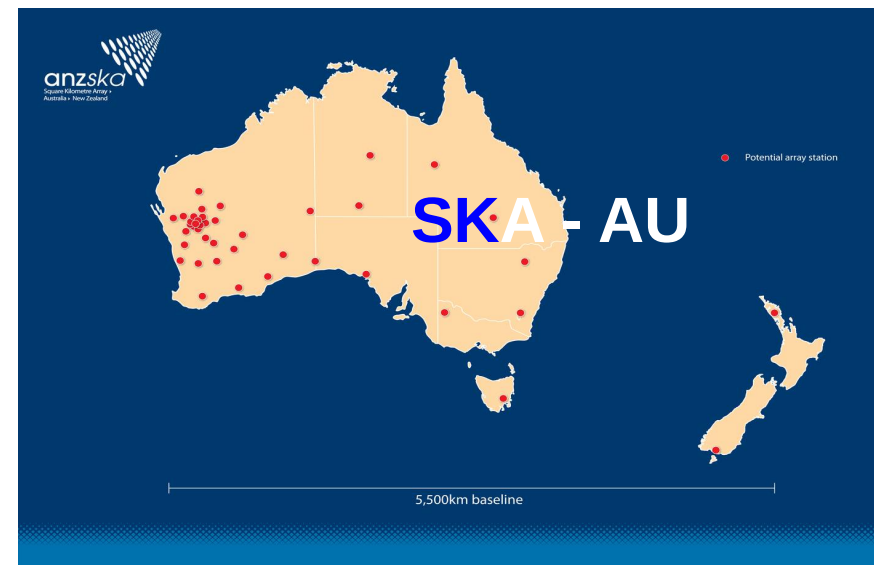 anzska
Square Kilometre Array •
Australia • New Zealand
Potential array station
SKA - AU
5,500km baseline